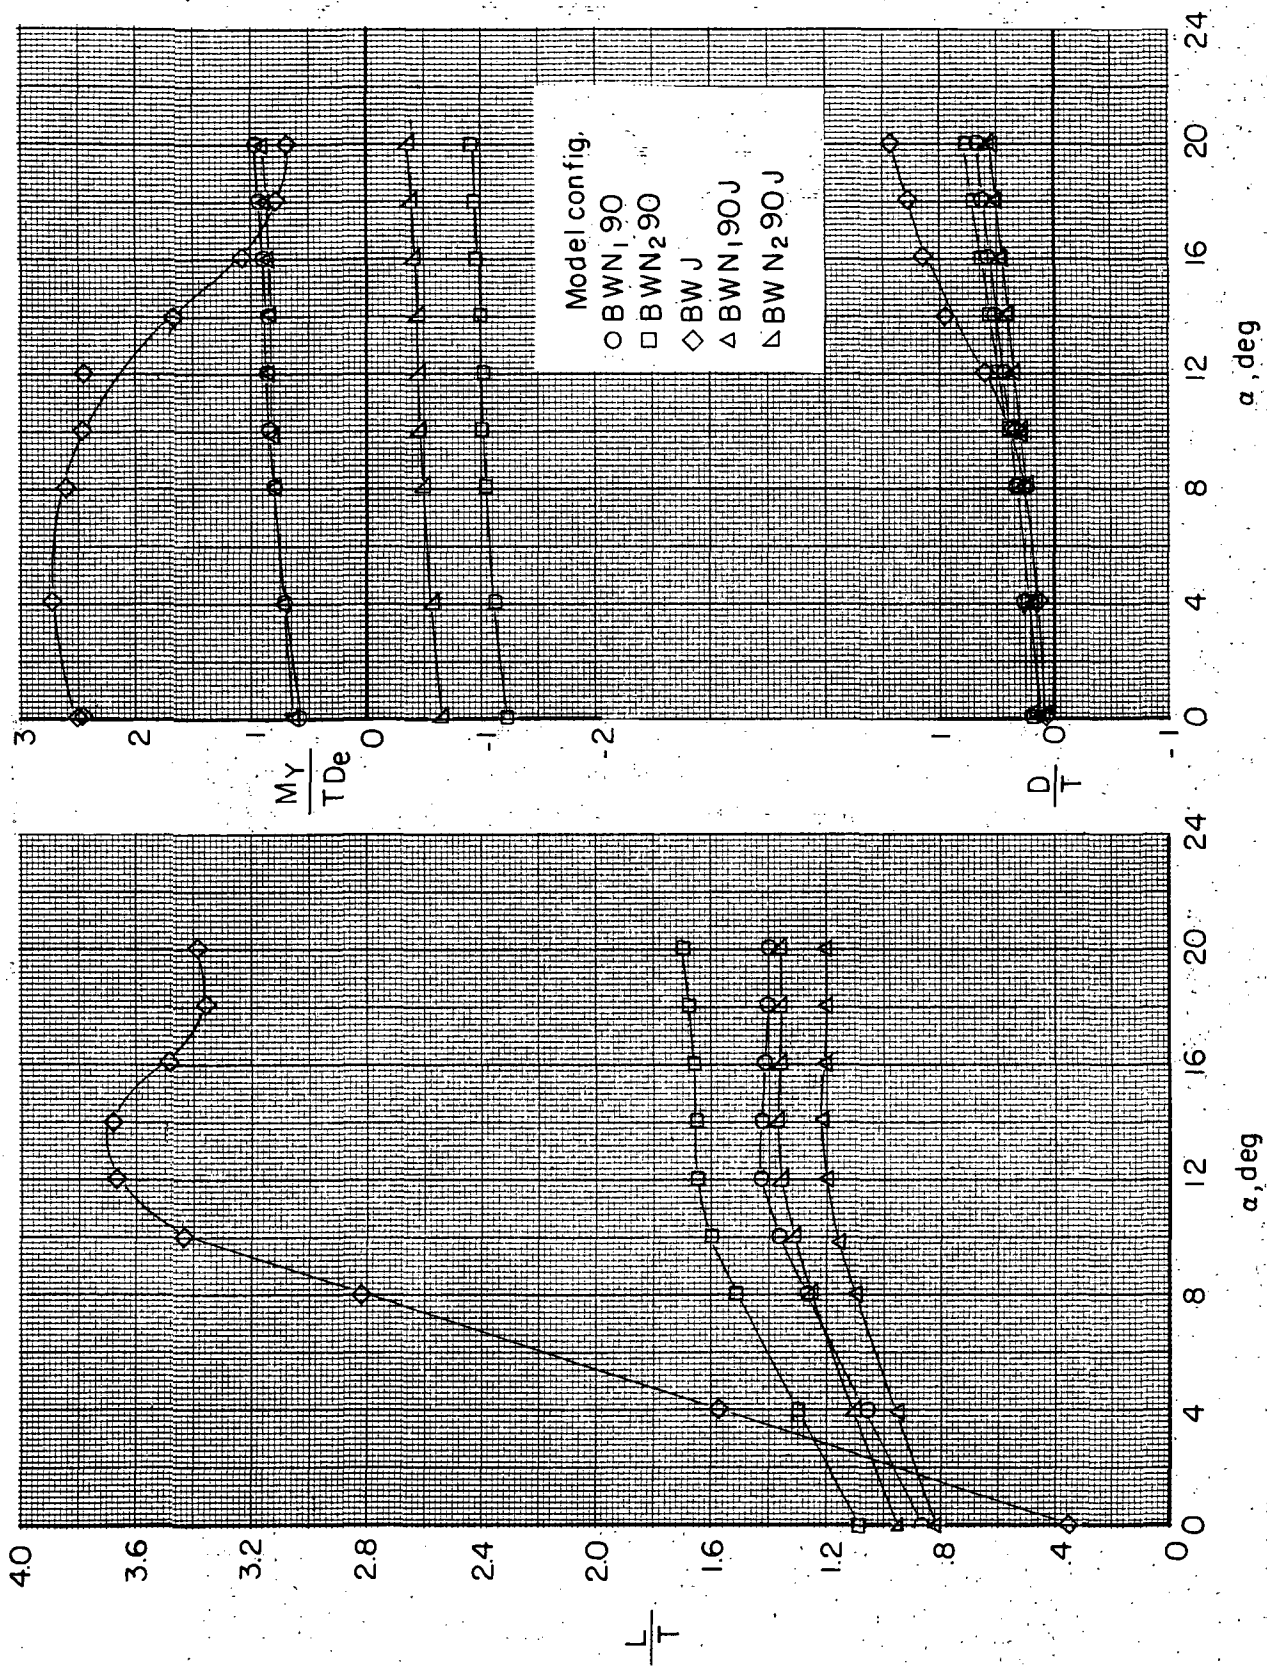 4.0
3.6
3.2
2.8
2.4
2.0
1.6
1.2
.8
.4
0
L
T
0 4 8 12 16 20 24
α, deg
3
2
1
0
-1
-2
My
TDe
1
0
-1
D
T
0 4 8 12 16 20 24
α, deg
Model config.
○ BWN₁90
□ BWN₂90
◇ BWJ
△ BWN₁90J
BWN₂90J